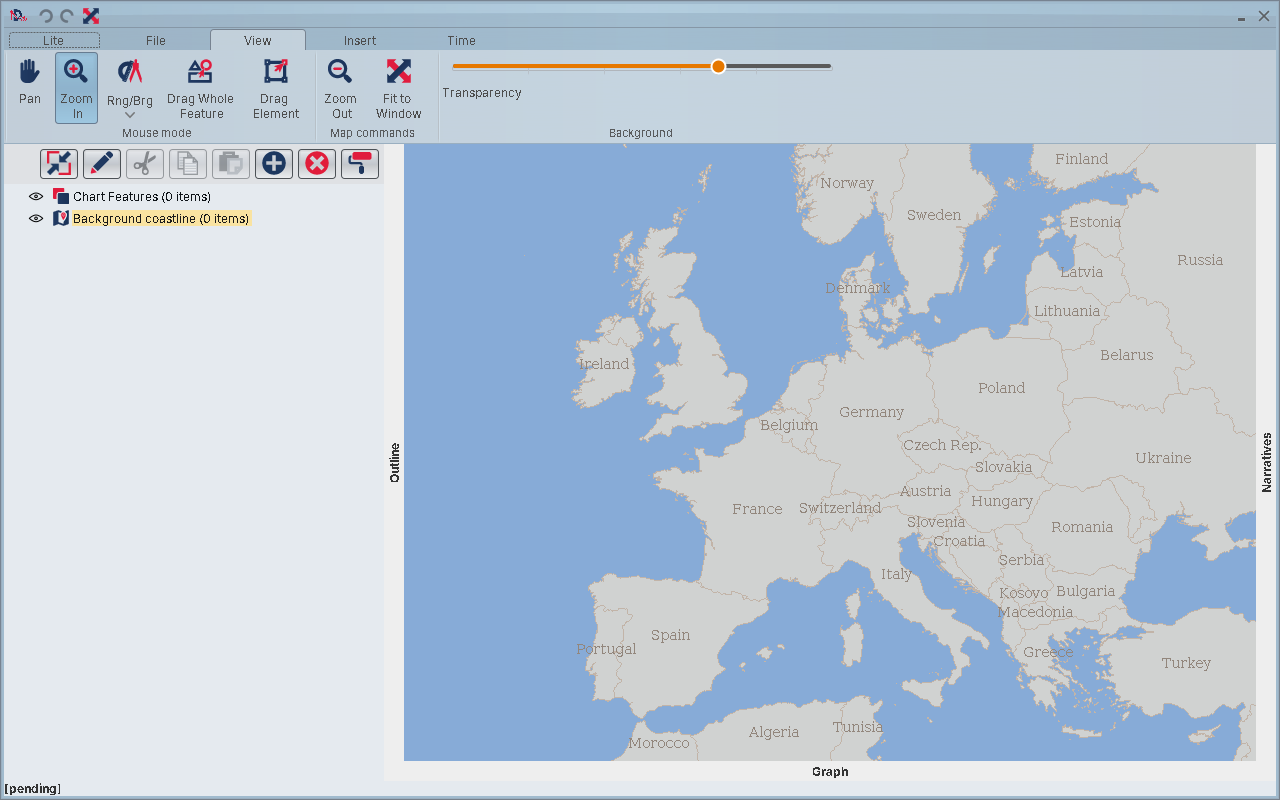 Lite
File
View
Insert
Time
Pan
Zoom
In
Rng/Brg
Drag Whole
Feature
Drag
Element
Zoom
Out
Fit to
Window
Transparency
Mouse mode
Map commands
Background
Chart Features (0 items)
Background coastline (0 items)
Outline
Narratives
Graph
[pending]
Finland
Norway
Sweden
Estonia
Russia
Latvia
Denmark
Lithuania
Belarus
Ireland
Poland
Germany
Belgium
Czech Rep.
Ukraine
Slovakia
Austria
Hungary
France
Switzerland
Slovenia
Romania
Croatia
Serbia
Italy
Kosovo
Bulgaria
Macedonia
Spain
Portugal
Greece
Turkey
Tunisia
Algeria
Morocco